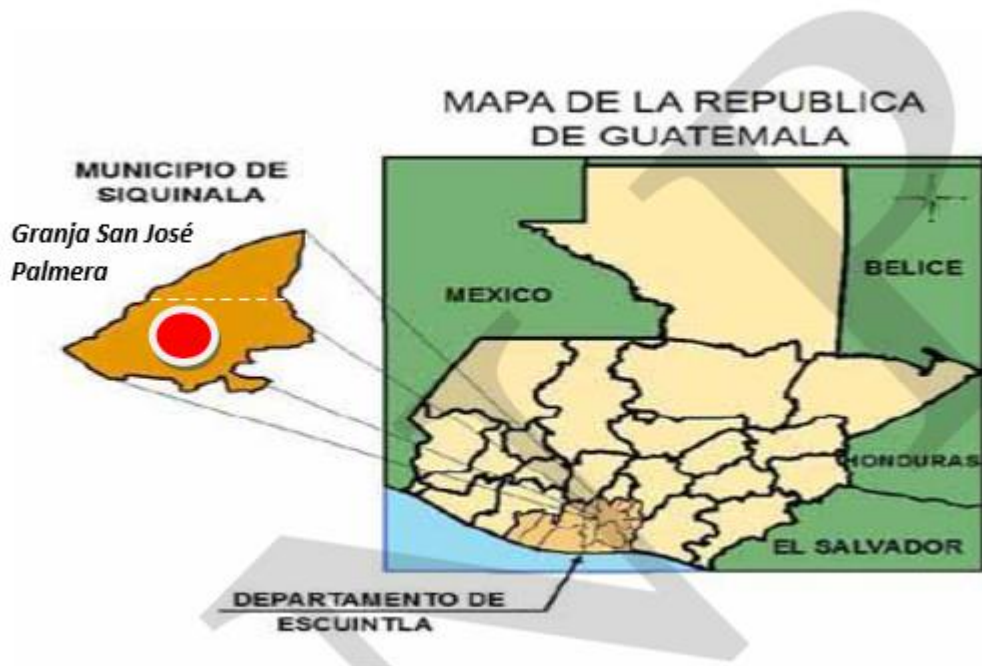 MAPA DE LA REPUBLICA
DE GUATEMALA
MUNICIPIO DE
SIQUINALA
Granja San José
Palmera
MEXICO
BELICE
HONDURAS
EL SALVADOR
DEPARTAMENTO DE
ESCUINTLA